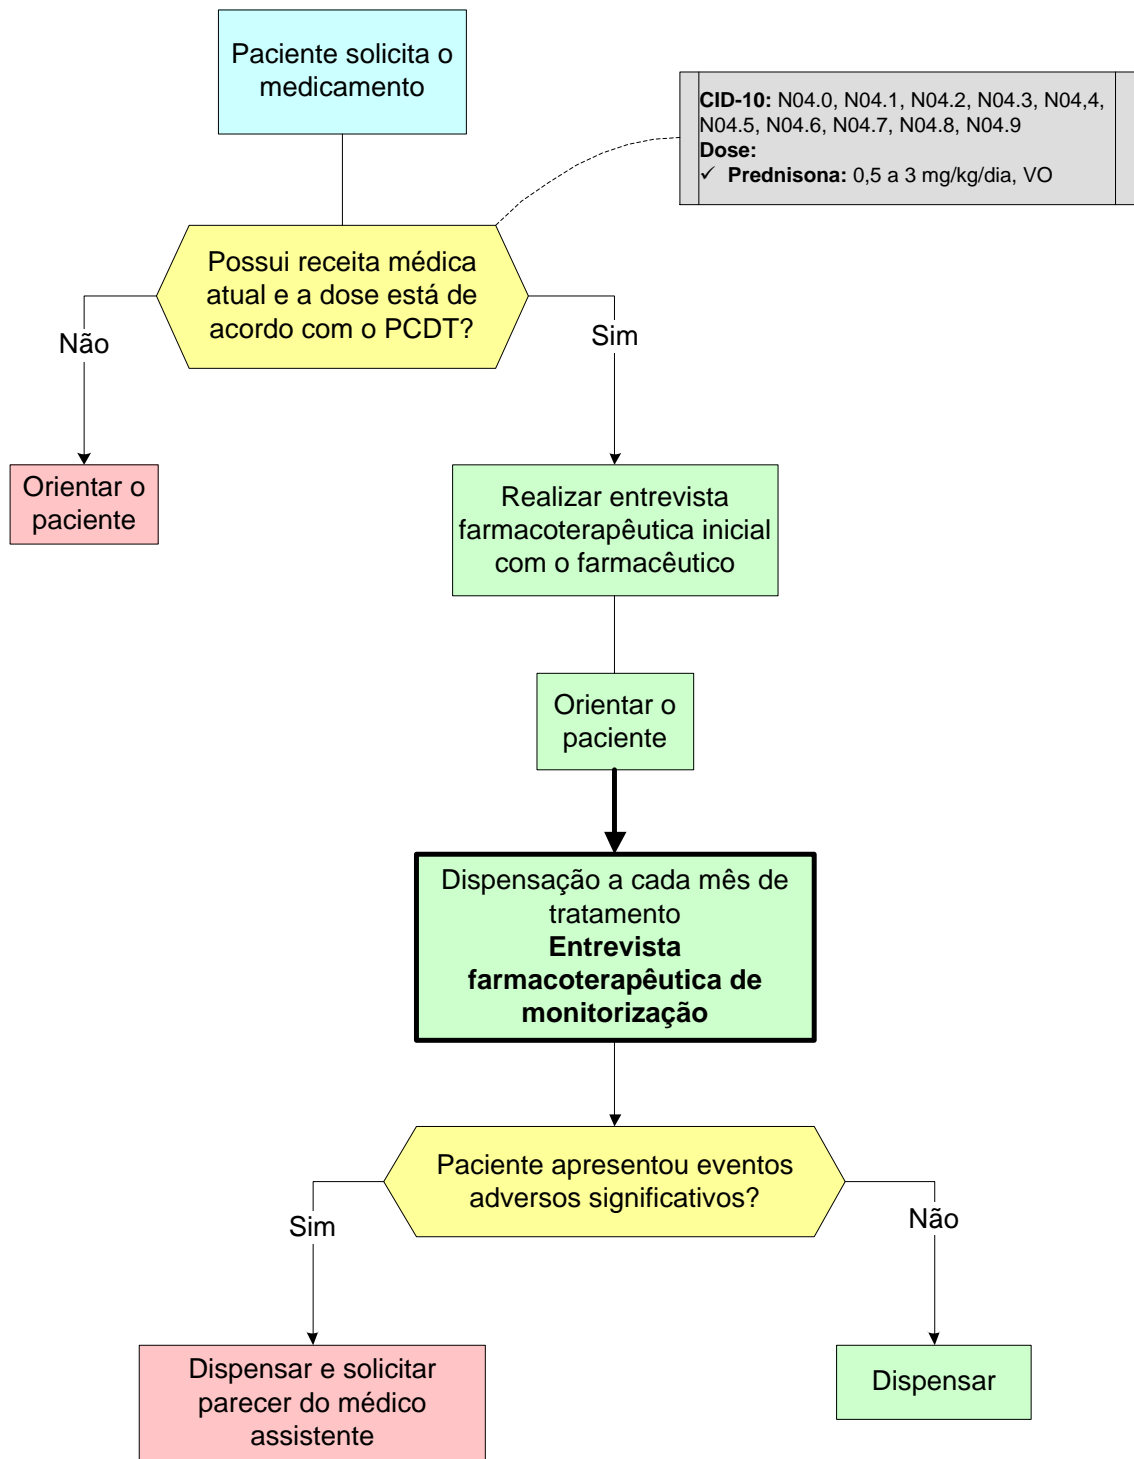 Paciente solicita o
medicamento
CID-10: N04.0, N04.1, N04.2, N04.3, N04,4,
N04.5, N04.6, N04.7, N04.8, N04.9
Dose:
✓ Prednisona: 0,5 a 3 mg/kg/dia, VO
Possui receita médica
atual e a dose está de
acordo com o PCDT?
Não
Sim
Orientar o
paciente
Realizar entrevista
farmacoterapêutica inicial
com o farmacêutico
Orientar o
paciente
Dispensação a cada mês de
tratamento
Entrevista
farmacoterapêutica de
monitorização
Paciente apresentou eventos
adversos significativos?
Sim
Não
Dispensar e solicitar
parecer do médico
assistente
Dispensar